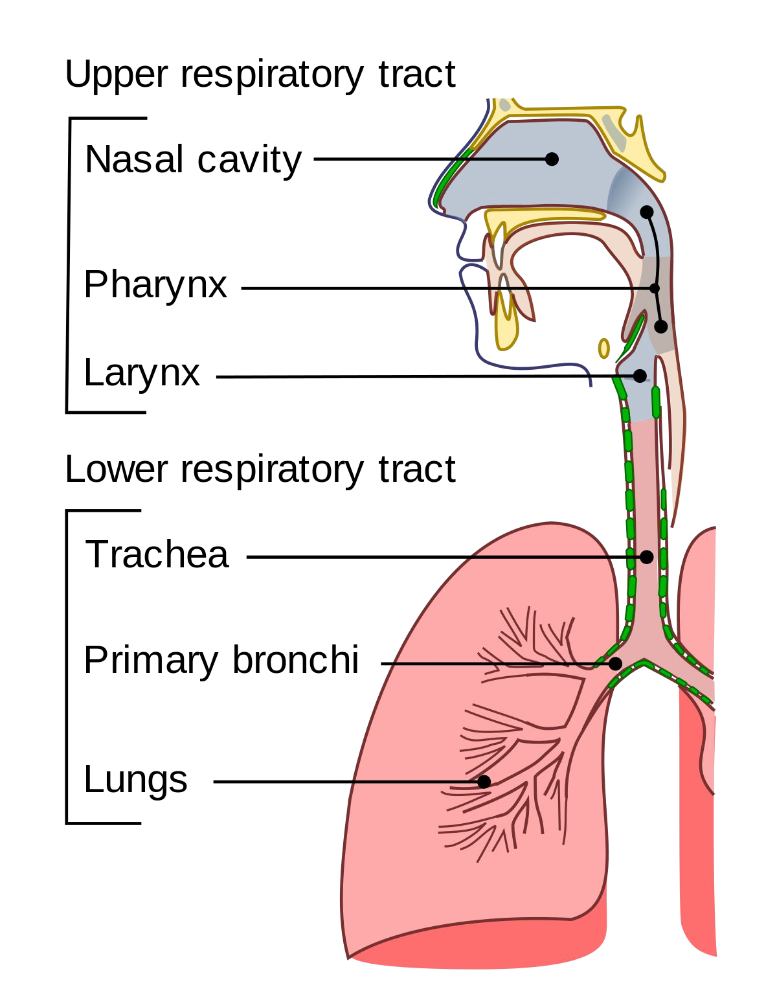 Upper respiratory tract
Nasal cavity
Pharynx
Larynx
Lower respiratory tract
Trachea
Primary bronchi
Lungs